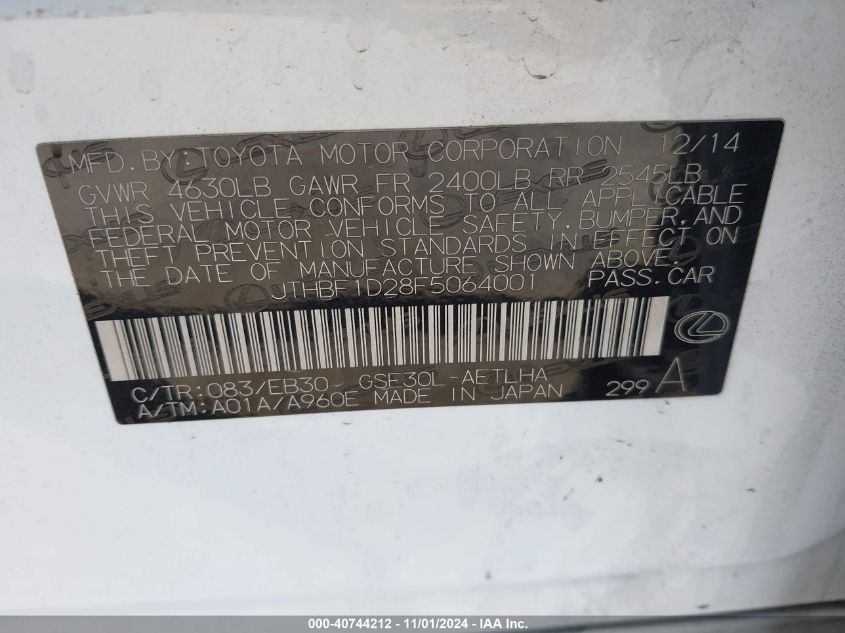 MFD. BY: TOYOTA MOTOR CORPORATION 12/14
GVWR 4630LB GAWR FR 2400LB RR 2545LB
THIS VEHICLE CONFORMS TO ALL APPLICABLE
FEDERAL MOTOR VEHICLE SAFETY, BUMPER, AND
THEFT PREVENTION STANDARDS IN EFFECT ON
THE DATE OF MANUFACTURE SHOWN ABOVE.
JTHBF1D28F5064001 PASS. CAR
C/TR: 083/EB30 GSE30L-AETLHA
A/TM: A01A/A960E MADE IN JAPAN 299 A
000-40744212 - 11/01/2024 - IAA Inc.